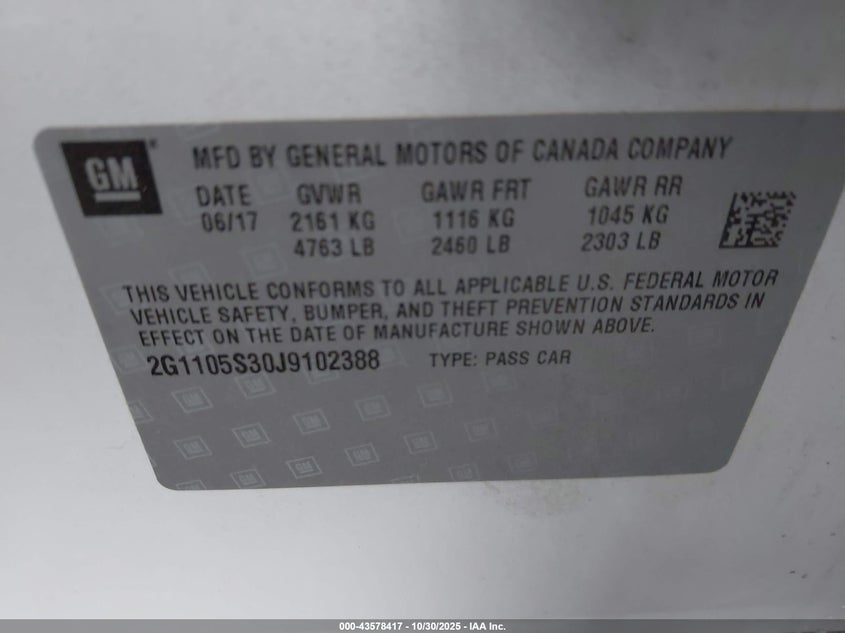 GM
MFD BY GENERAL MOTORS OF CANADA COMPANY
DATE GVWR GAWR FRT GAWR RR
06/17 2161 KG 1116 KG 1045 KG
4763 LB 2460 LB 2303 LB
THIS VEHICLE CONFORMS TO ALL APPLICABLE U.S. FEDERAL MOTOR
VEHICLE SAFETY, BUMPER, AND THEFT PREVENTION STANDARDS IN
EFFECT ON THE DATE OF MANUFACTURE SHOWN ABOVE.
2G1105S30J9102388 TYPE: PASS CAR
000-43578417 - 10/30/2025 - IAA Inc.